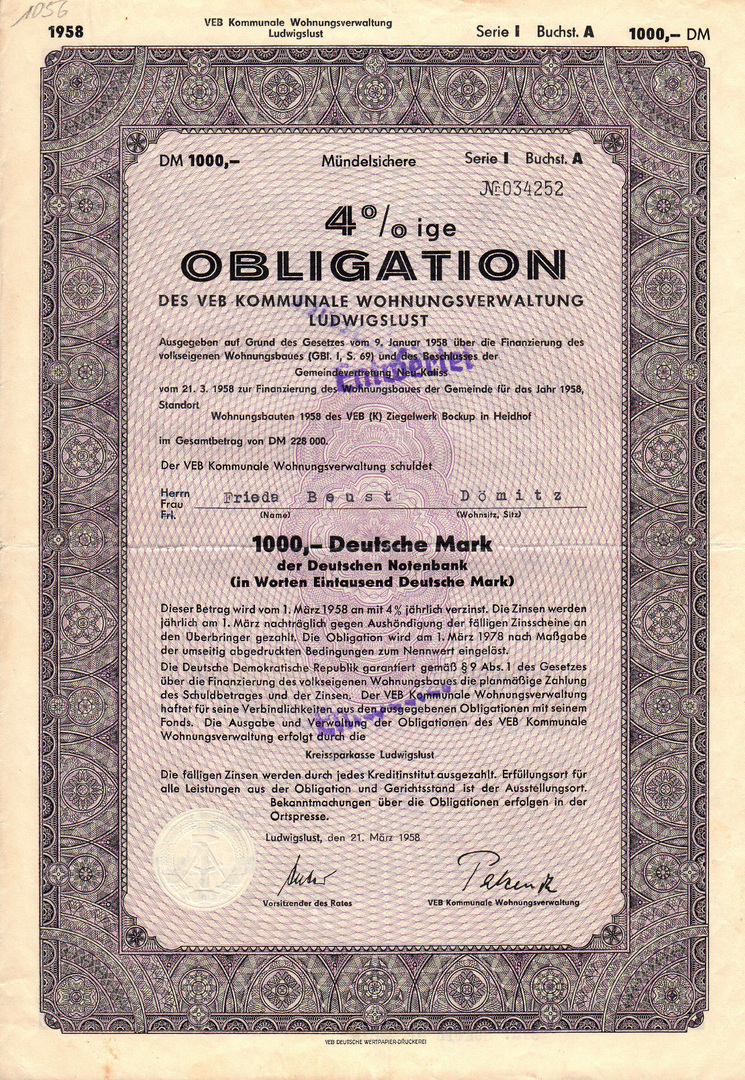 1056
1958
VEB Kommunale Wohnungsverwaltung
Ludwigslust
Serie I Buchst. A 1000,– DM
DM 1000,– Mündelsichere Serie I Buchst. A
№ 034252
4% ige
OBLIGATION
DES VEB KOMMUNALE WOHNUNGSVERWALTUNG
LUDWIGSLUST
Ausgegeben auf Grund des Gesetzes vom 9. Januar 1958 über die Finanzierung des
volkseigenen Wohnungsbaues (GBl. I, S. 69) und des Beschlusses der
Gemeindevertretung Neu-Kaliss
Entwertet
vom 21. 3. 1958 zur Finanzierung des Wohnungsbaues der Gemeinde für das Jahr 1958,
Standort
Wohnungsbauten 1958 des VEB (K) Ziegelwerk Bockup in Heidhof
im Gesamtbetrag von DM 228 000.
Der VEB Kommunale Wohnungsverwaltung schuldet
Herrn
Frau Frieda Beust Dömitz
Frl. (Name) (Wohnsitz, Sitz)
1000,– Deutsche Mark
der Deutschen Notenbank
(in Worten Eintausend Deutsche Mark)
Dieser Betrag wird vom 1. März 1958 an mit 4% jährlich verzinst. Die Zinsen werden
jährlich am 1. März nachträglich gegen Aushändigung der fälligen Zinsscheine an
den Überbringer gezahlt. Die Obligation wird am 1. März 1978 nach Maßgabe
der umseitig abgedruckten Bedingungen zum Nennwert eingelöst.
Die Deutsche Demokratische Republik garantiert gemäß § 9 Abs. 1 des Gesetzes
über die Finanzierung des volkseigenen Wohnungsbaues die planmäßige Zahlung
des Schuldbetrages und der Zinsen. Der VEB Kommunale Wohnungsverwaltung
haftet für seine Verbindlichkeiten aus den ausgegebenen Obligationen mit seinem
Fonds. Die Ausgabe und Verwaltung der Obligationen des VEB Kommunale
Wohnungsverwaltung erfolgt durch die
Kreissparkasse Ludwigslust
Die fälligen Zinsen werden durch jedes Kreditinstitut ausgezahlt. Erfüllungsort für
alle Leistungen aus der Obligation und Gerichtsstand ist der Ausstellungsort.
Bekanntmachungen über die Obligationen erfolgen in der
Ortspresse.
Ludwigslust, den 21. März 1958
Vorsitzender des Rates VEB Kommunale Wohnungsverwaltung
VEB DEUTSCHE WERTPAPIER-DRUCKEREI